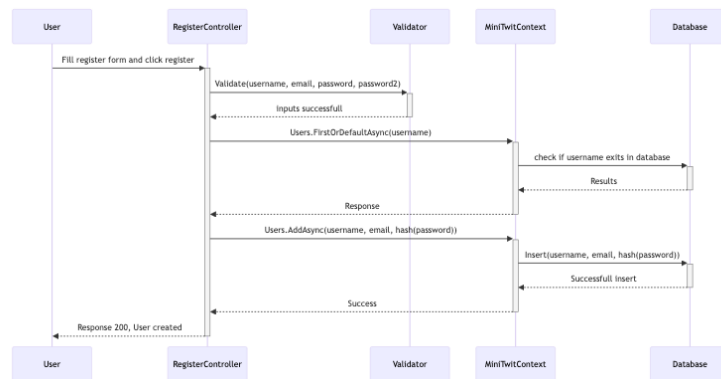 User RegisterController Validator MiniTwitContext Database
Fill register form and click register
Validate(username, email, password, password2)
Inputs successfull
Users.FirstOrDefaultAsync(username)
check if username exits in database
Results
Response
Users.AddAsync(username, email, hash(password))
Insert(username, email, hash(password))
Successfull Insert
Success
Response 200, User created
User RegisterController Validator MiniTwitContext Database